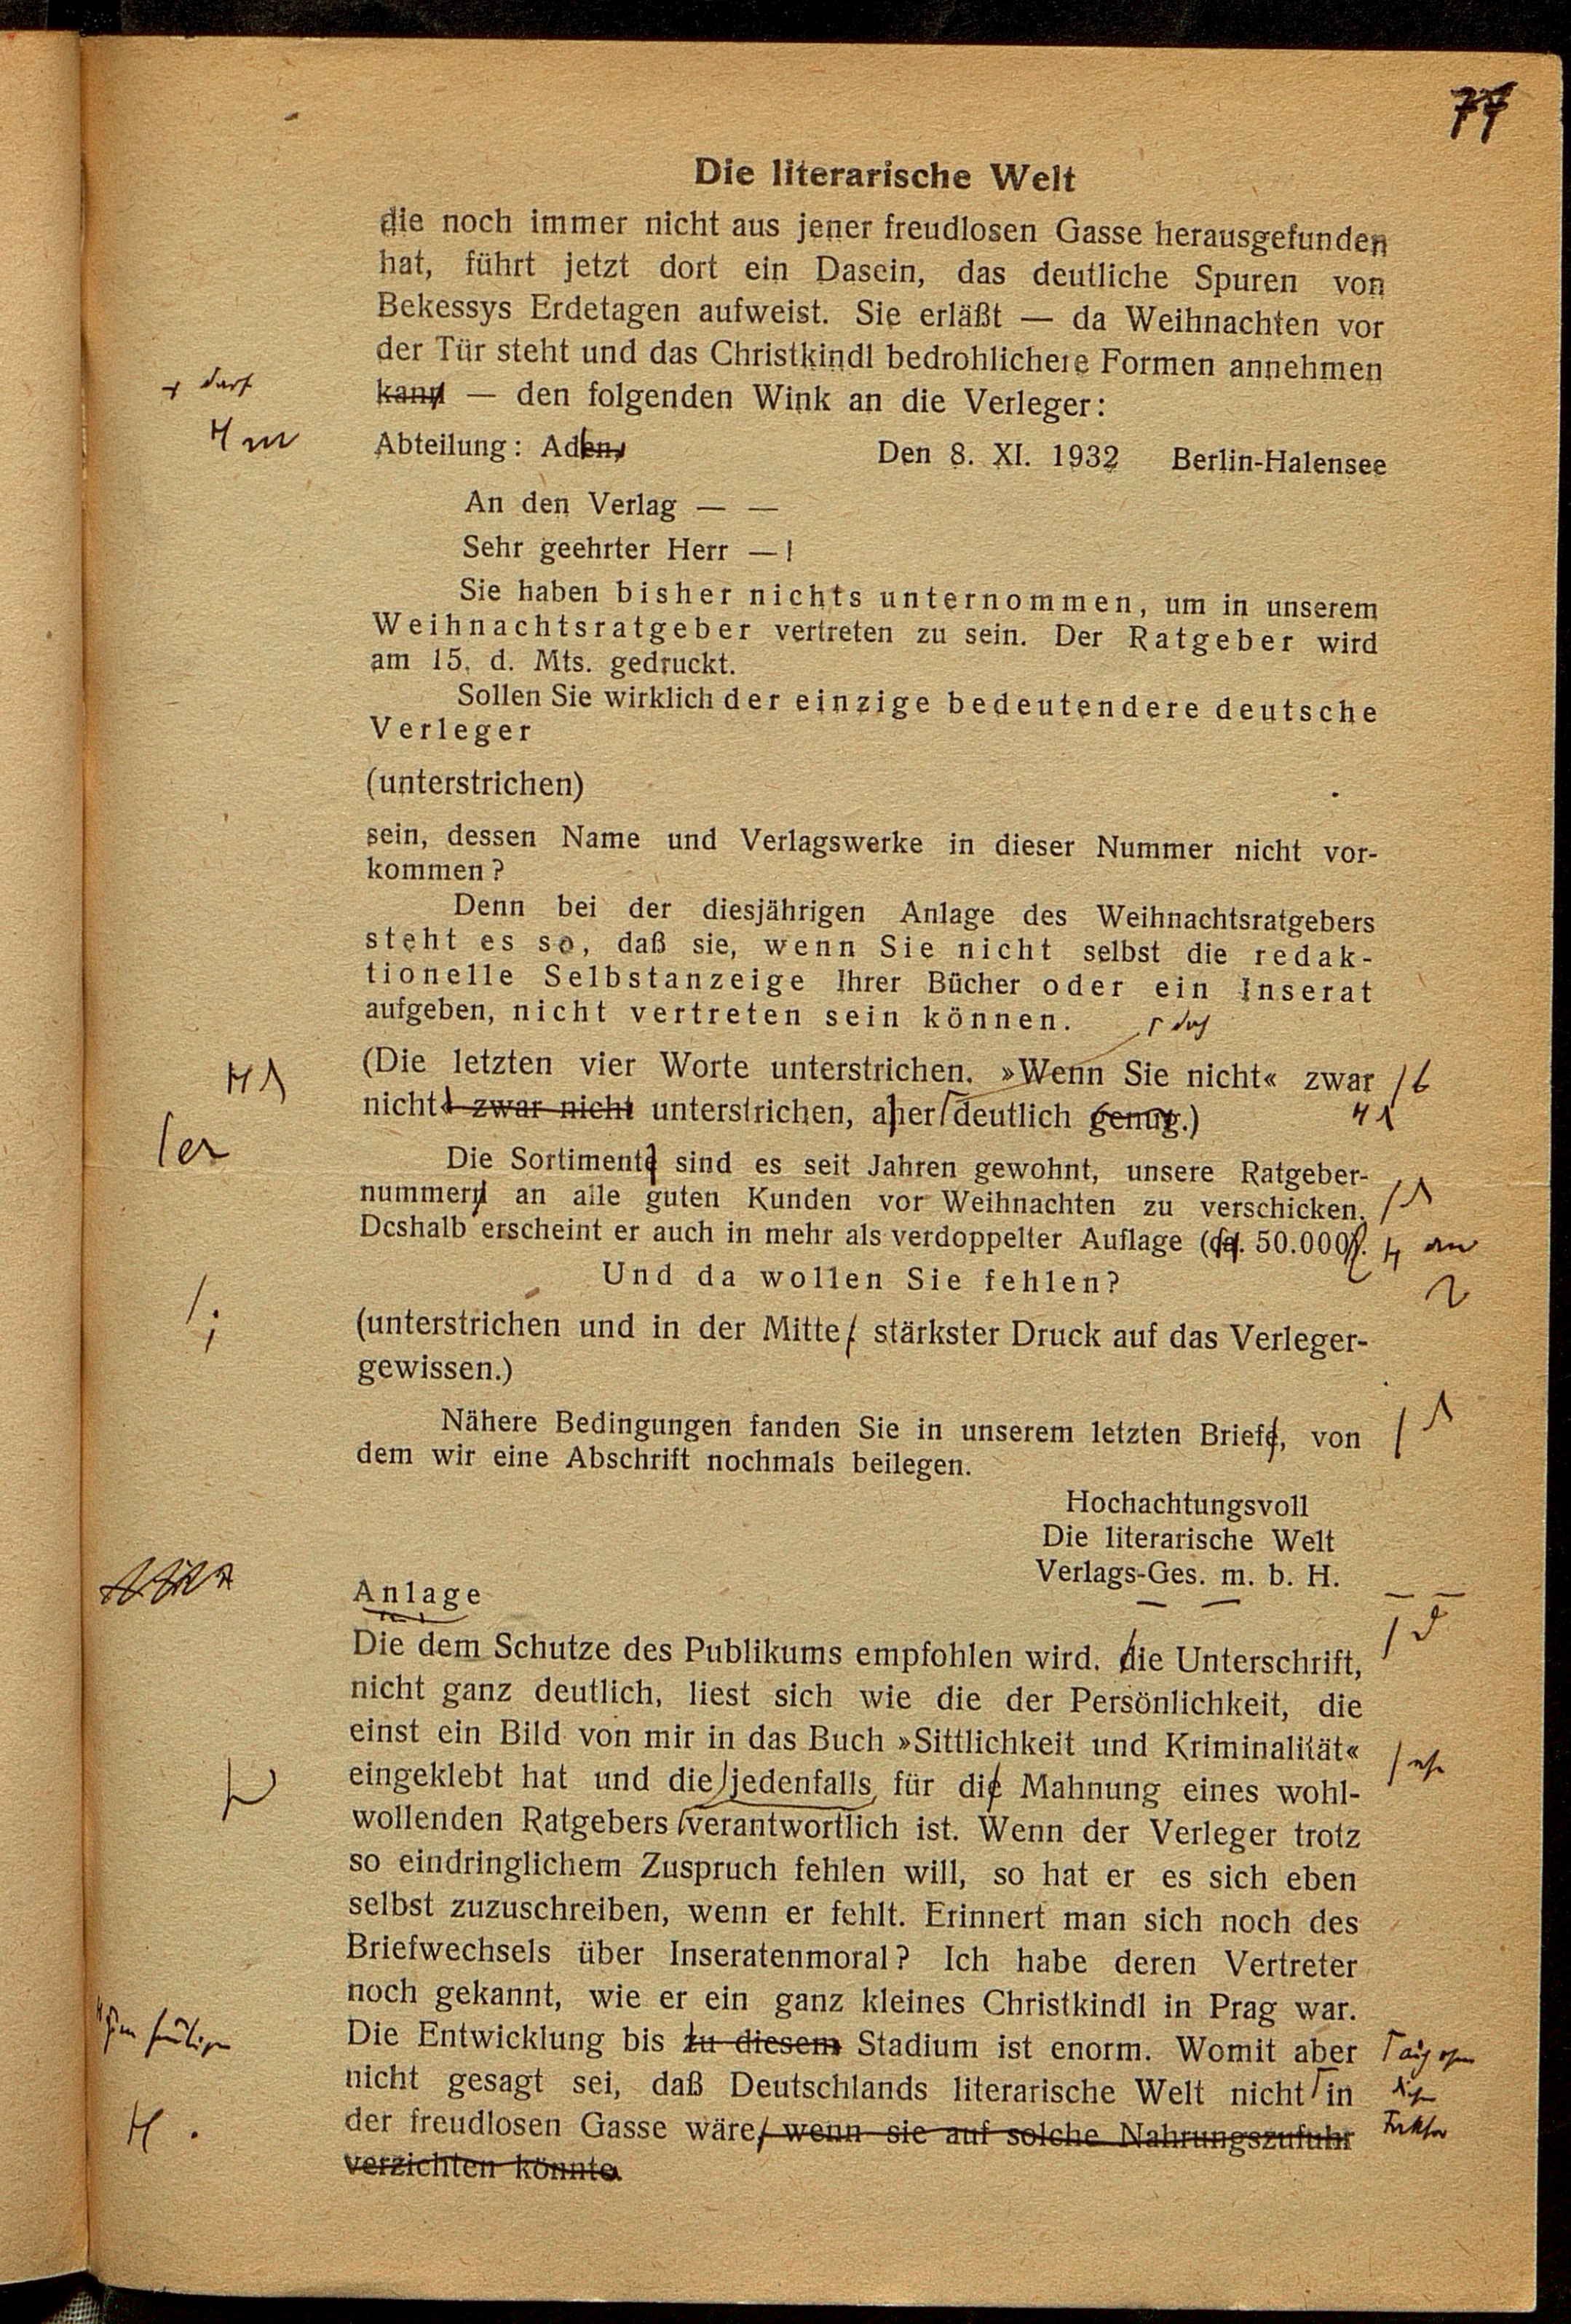 77
Die literarische Welt
die noch immer nicht aus jener freudlosen Gasse herausgefunden
hat, führt jetzt dort ein Dasein, das deutliche Spuren von
Bekessys Erdetagen aufweist. Sie erläßt — da Weihnachten vor
der Tür steht und das Christkindl bedrohlichere Formen annehmen
darf
kann — den folgenden Wink an die Verleger:
H m
Abteilung: Aden, Den 8. XI. 1932 Berlin-Halensee
An den Verlag — —
Sehr geehrter Herr —!
Sie haben bisher nichts unternommen, um in unserem
Weihnachtsratgeber vertreten zu sein. Der Ratgeber wird
am 15. d. Mts. gedruckt.
Sollen Sie wirklich der einzige bedeutendere deutsche
Verleger
(unterstrichen)
sein, dessen Name und Verlagswerke in dieser Nummer nicht vor-
kommen?
Denn bei der diesjährigen Anlage des Weihnachtsratgebers
steht es so, daß sie, wenn Sie nicht selbst die redak-
tionelle Selbstanzeige Ihrer Bücher oder ein Inserat
aufgeben, nicht vertreten sein können.
doch
(Die letzten vier Worte unterstrichen. »Wenn Sie nicht« zwar
b
nicht zwar nicht unterstrichen, aher deutlich genug.)
er
Die Sortimente sind es seit Jahren gewohnt, unsere Ratgeber-
nummern an alle guten Kunden vor Weihnachten zu verschicken.
Dcshalb erscheint er auch in mehr als verdoppelter Auflage (ca. 50.000).
an
Und da wollen Sie fehlen?
;
(unterstrichen und in der Mitte. stärkster Druck auf das Verleger-
gewissen.)
Nähere Bedingungen fanden Sie in unserem letzten Briefe, von
dem wir eine Abschrift nochmals beilegen.
Hochachtungsvoll
Die literarische Welt
Verlags-Ges. m. b. H.
Anlage
Die dem Schutze des Publikums empfohlen wird. die Unterschrift,
nicht ganz deutlich, liest sich wie die der Persönlichkeit, die
einst ein Bild von mir in das Buch »Sittlichkeit und Kriminalität«
eingeklebt hat und die jedenfalls für die Mahnung eines wohl-
wollenden Ratgebers verantwortlich ist. Wenn der Verleger trotz
so eindringlichem Zuspruch fehlen will, so hat er es sich eben
selbst zuzuschreiben, wenn er fehlt. Erinnert man sich noch des
Briefwechsels über Inseratenmoral? Ich habe deren Vertreter
noch gekannt, wie er ein ganz kleines Christkindl in Prag war.
Die Entwicklung bis zu diesem Stadium ist enorm. Womit aber
nicht gesagt sei, daß Deutschlands literarische Welt nicht in
der freudlosen Gasse wäre, wenn sie auf solche Nahrungszufuhr
verzichten könnte.